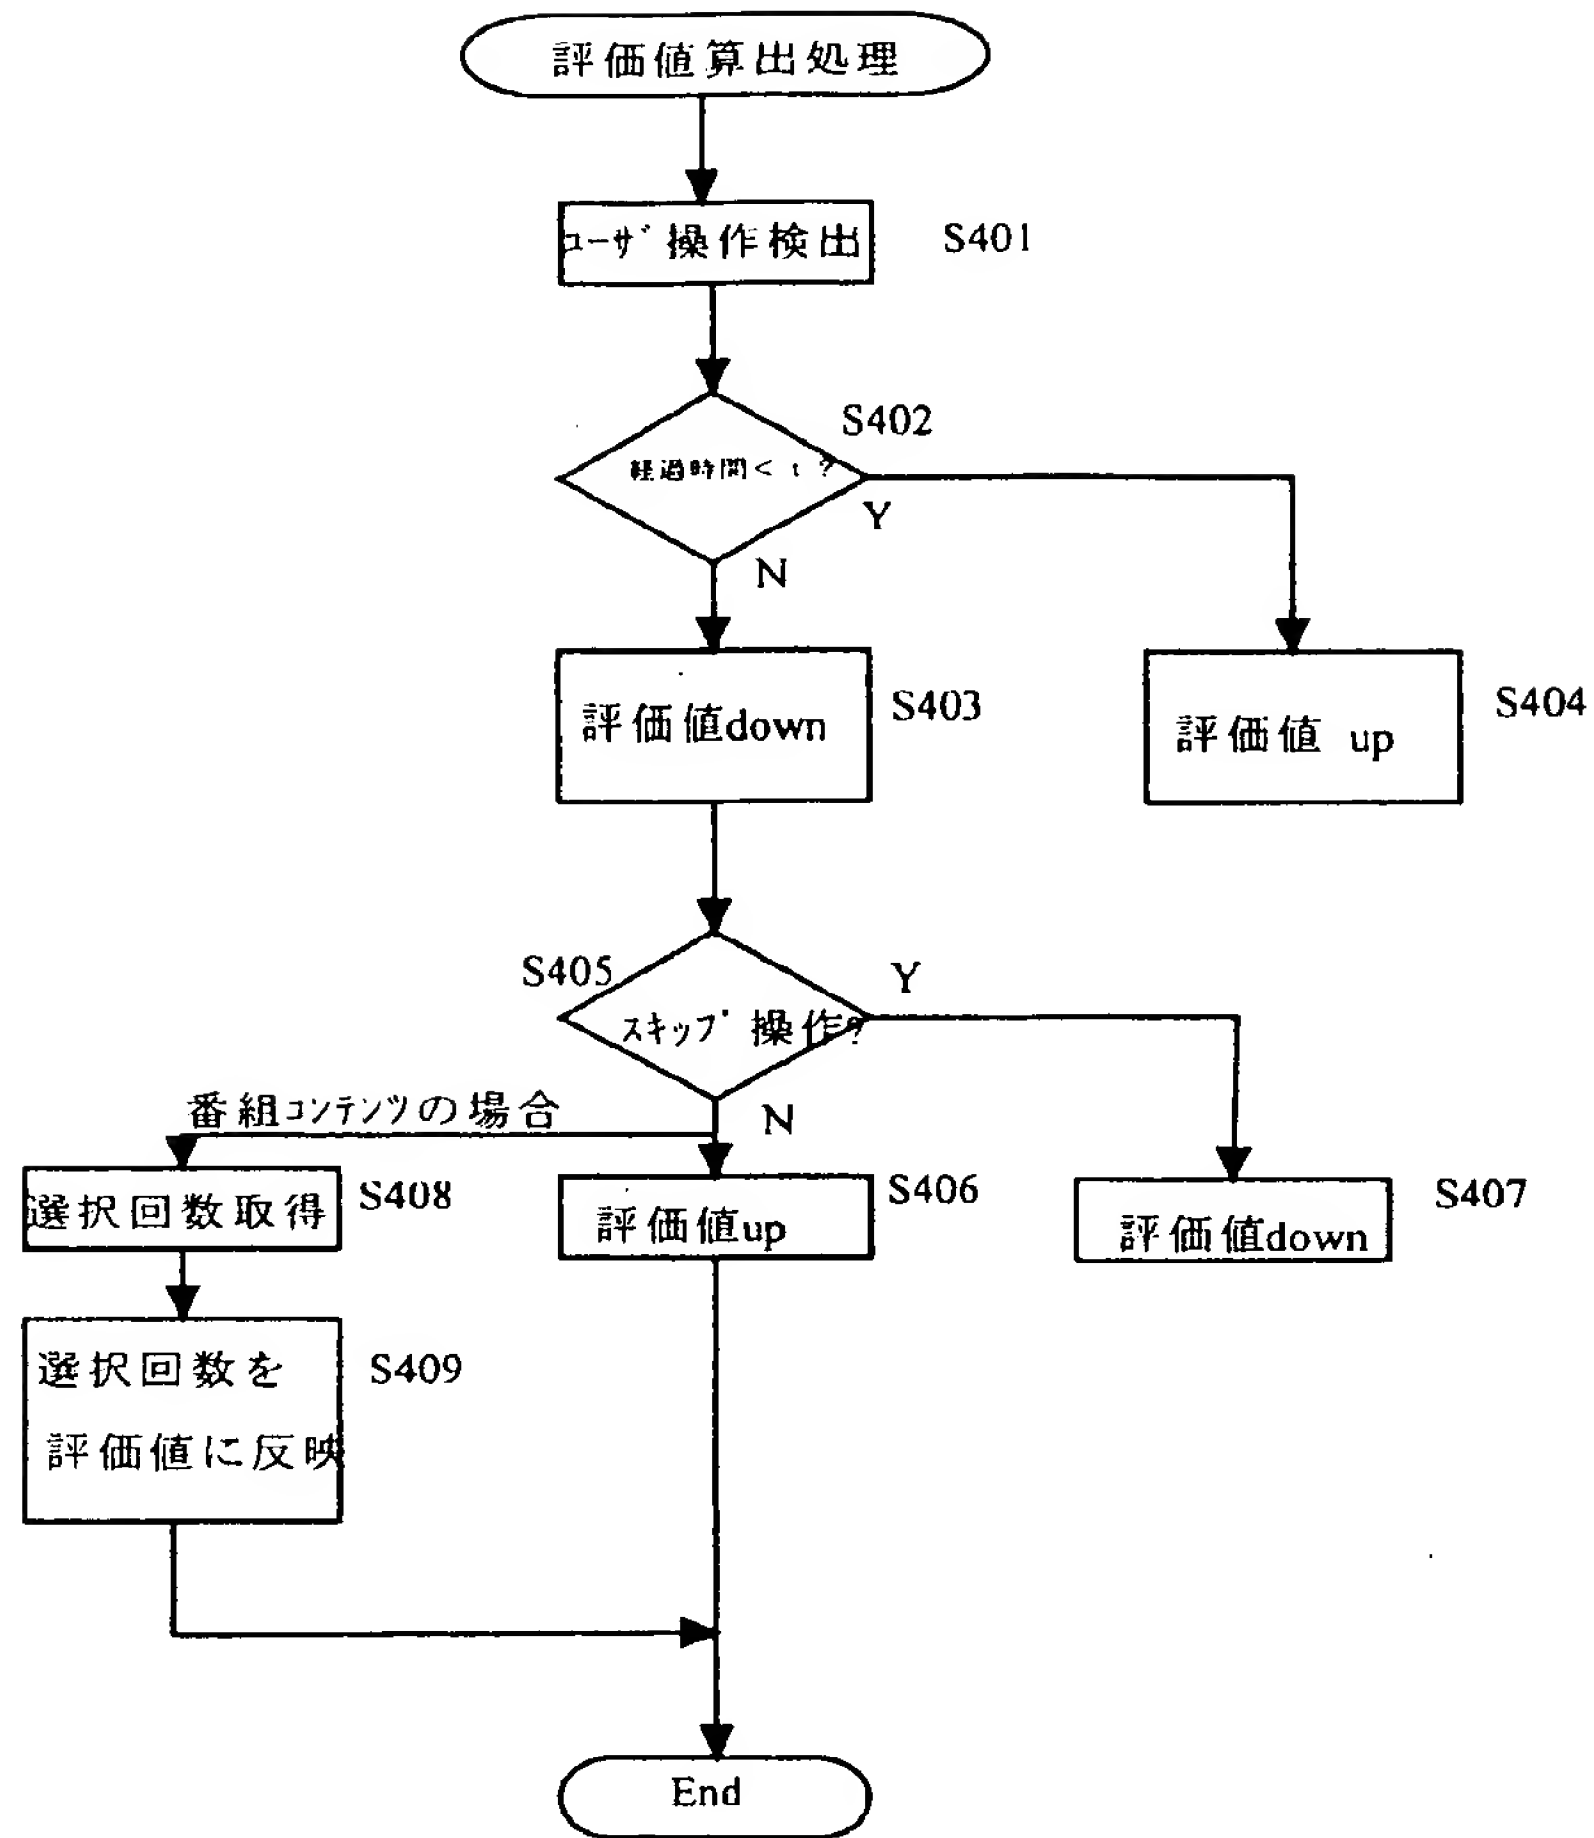 評価値算出処理
ユーザ操作検出
S401
S402
経過時間< t ?
Y
N
評価値down
S403
評価値 up
S404
S405
Y
スキップ操作?
番組コンテンツの場合
N
選択回数取得
S408
評価値up
S406
評価値down
S407
選択回数を
評価値に反映
S409
End